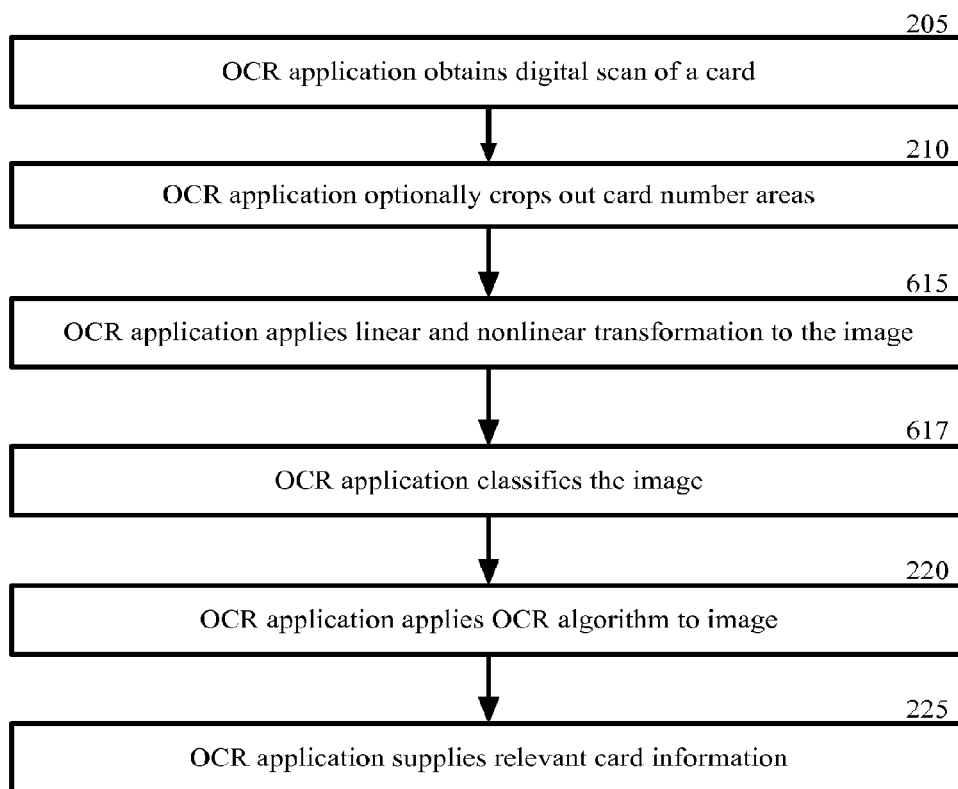 205
OCR application obtains digital scan of a card
210
OCR application optionally crops out card number areas
615
OCR application applies linear and nonlinear transformation to the image
617
OCR application classifies the image
220
OCR application applies OCR algorithm to image
225
OCR application supplies relevant card information